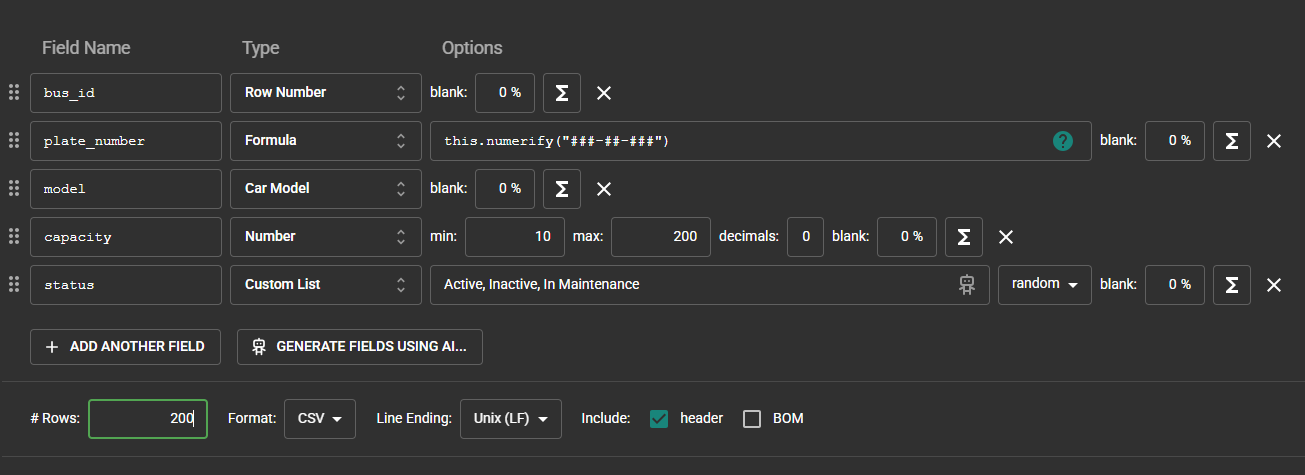 Field Name Type Options
bus_id Row Number blank: 0 % Σ
plate_number Formula this.numerify("###-##-###") ? blank: 0 % Σ
model Car Model blank: 0 % Σ
capacity Number min: 10 max: 200 decimals: 0 blank: 0 % Σ
status Custom List Active, Inactive, In Maintenance random blank: 0 % Σ
+ ADD ANOTHER FIELD GENERATE FIELDS USING AI...
# Rows: 200 Format: CSV Line Ending: Unix (LF) Include: header BOM